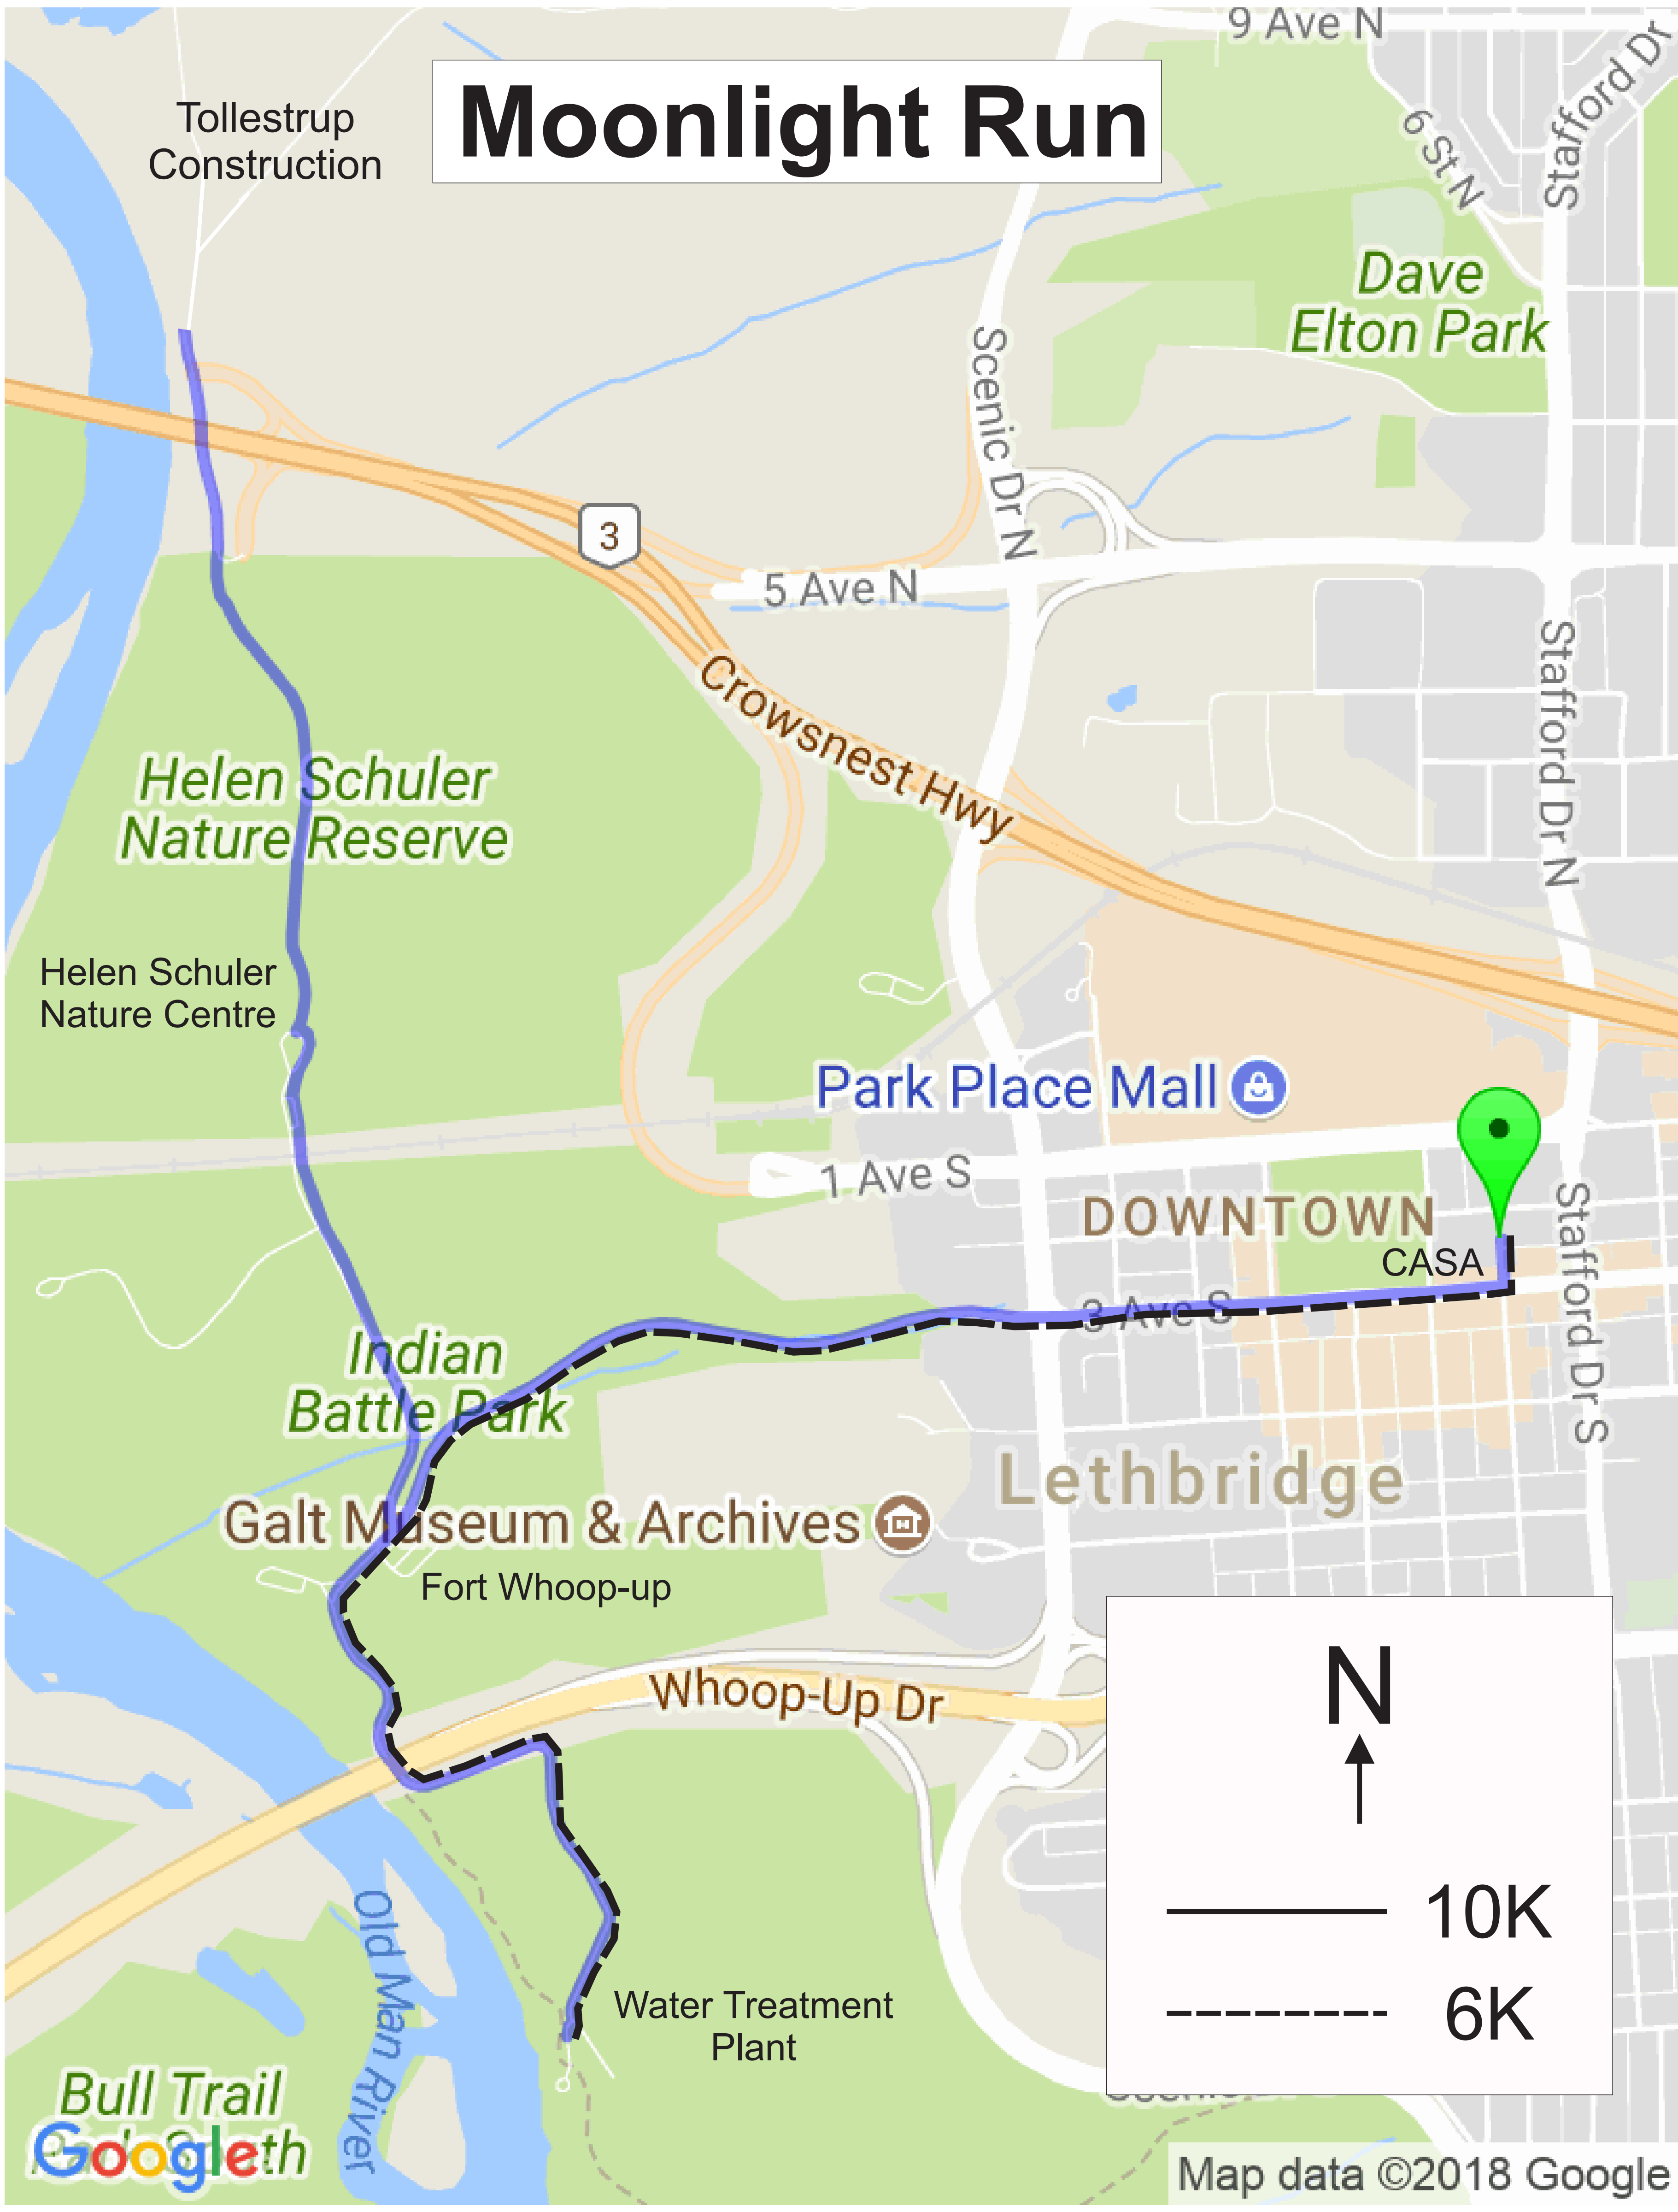 9 Ave N
Moonlight Run
Stafford Dr
Tollestrup
Construction
6 St N
Dave
Elton Park
Scenic Dr N
3
5 Ave N
Stafford Dr N
Crowsnest Hwy
Helen Schuler
Nature Reserve
Helen Schuler
Nature Centre
Park Place Mall
1 Ave S
DOWNTOWN
CASA
Stafford Dr S
3 Ave S
Indian
Battle Park
Lethbridge
Galt Museum & Archives
Fort Whoop-up
Whoop-Up Dr
N
10K
6K
Old Man River
Water Treatment
Plant
Bull Trail
Park South
Google
Map data ©2018 Google